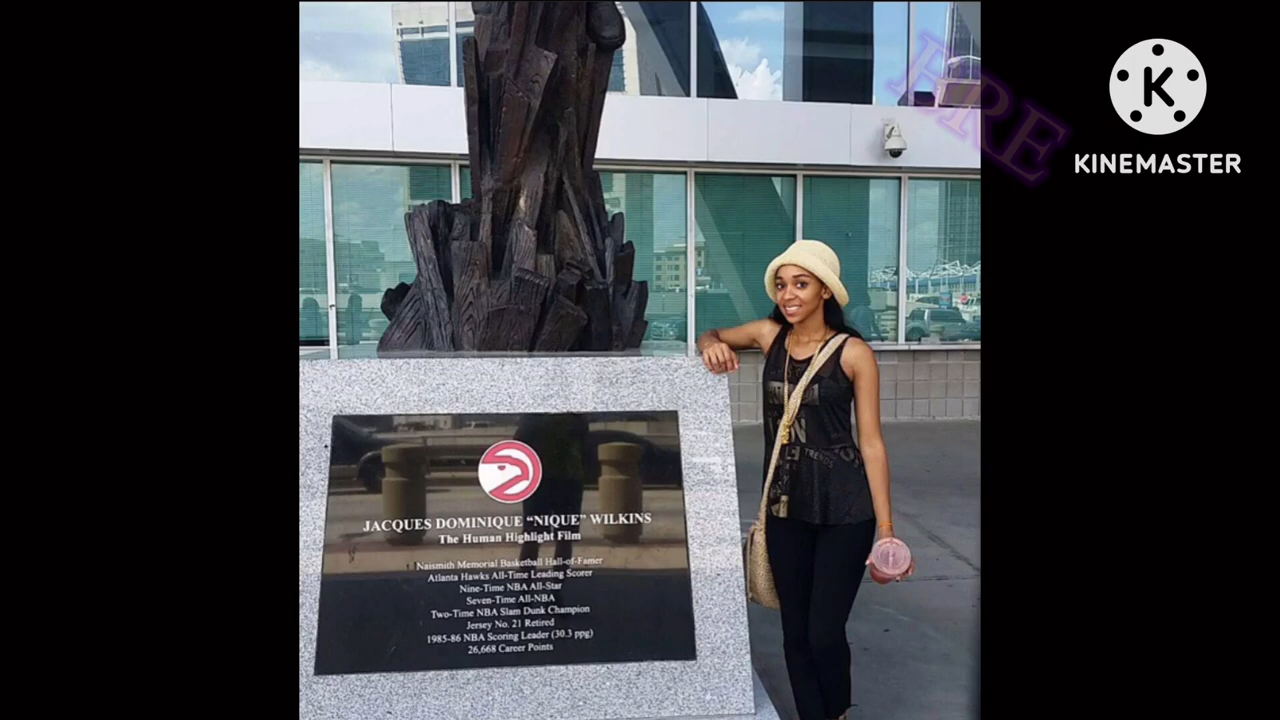 ERE
KINEMASTER
JACQUES DOMINIQUE “NIQUE” WILKINS
The Human Highlight Film
Naismith Memorial Basketball Hall-of-Famer
Atlanta Hawks All-Time Leading Scorer
Nine-Time NBA All-Star
Seven-Time All-NBA
Two-Time NBA Slam Dunk Champion
Jersey No. 21 Retired
1985-86 NBA Scoring Leader (30.3 ppg)
26,668 Career Points
TRENDS